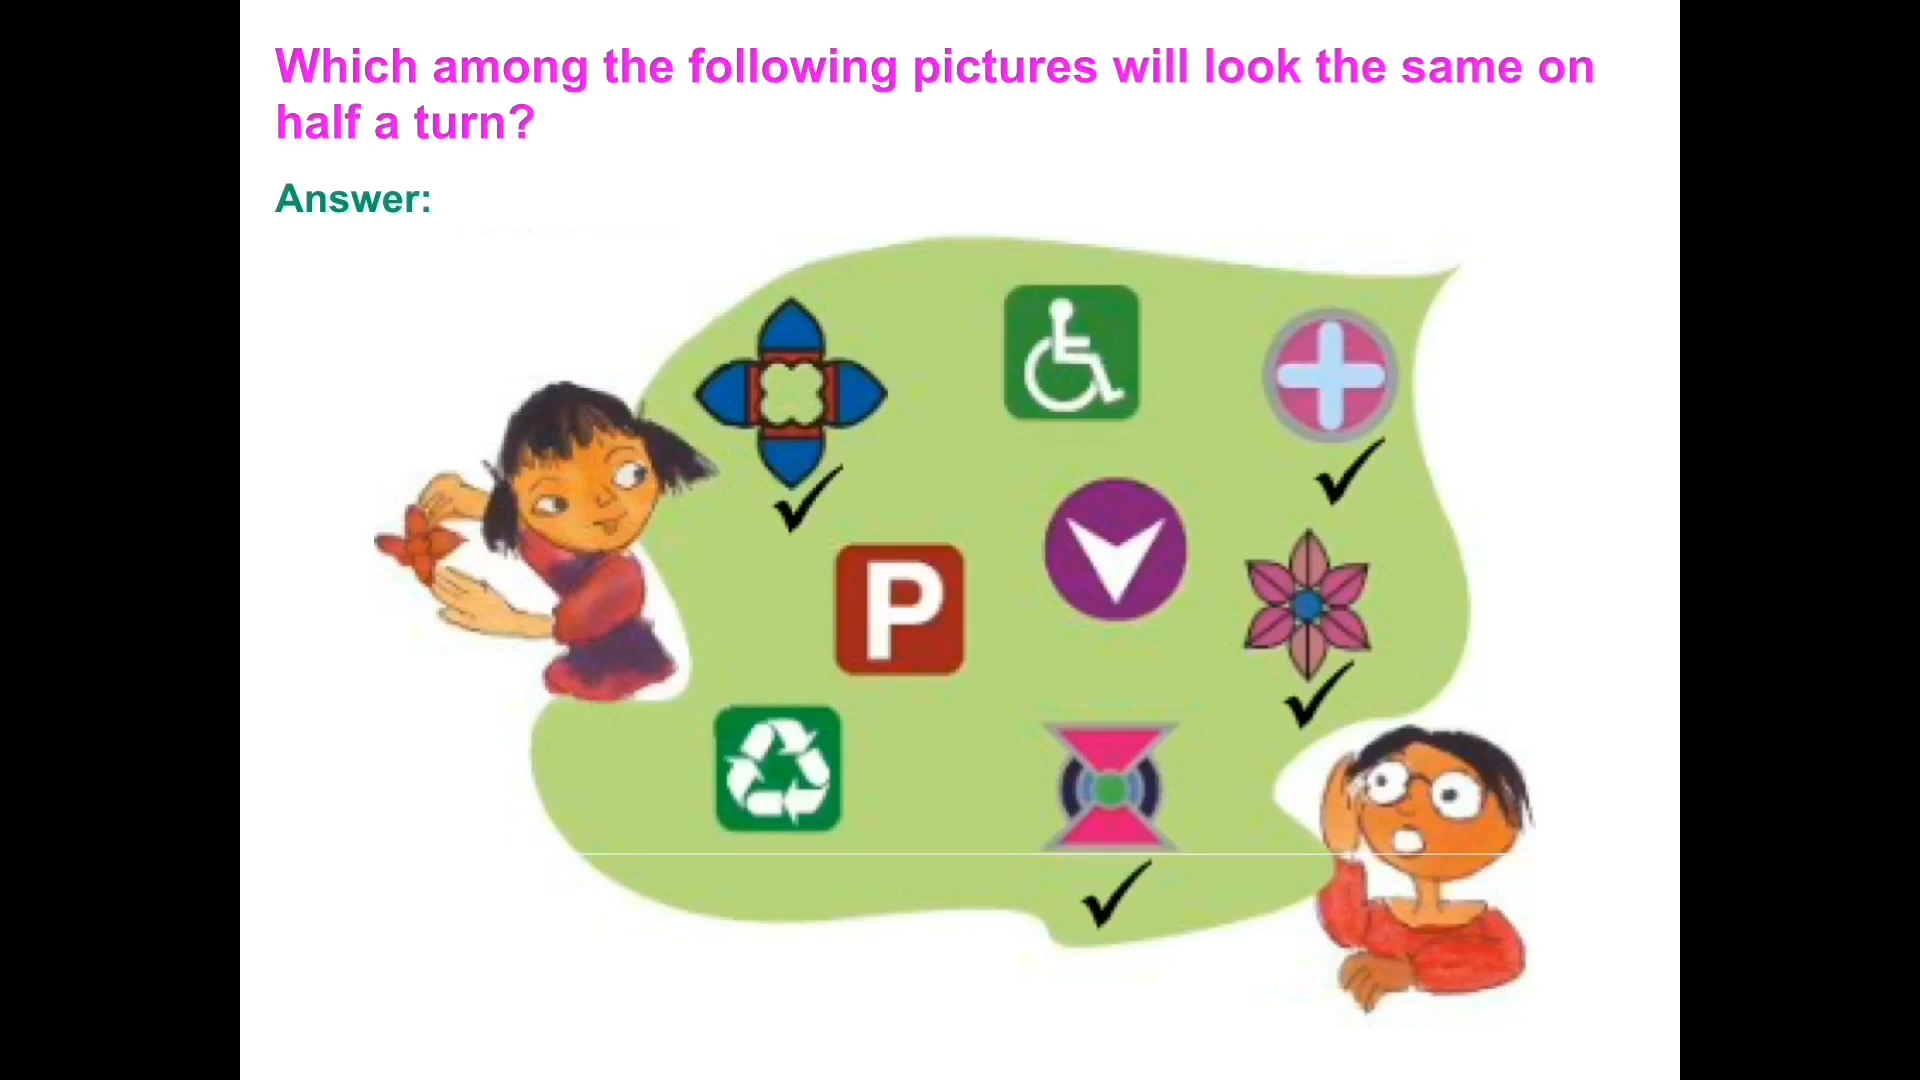 Which among the following pictures will look the same on
half a turn?
Answer:
P